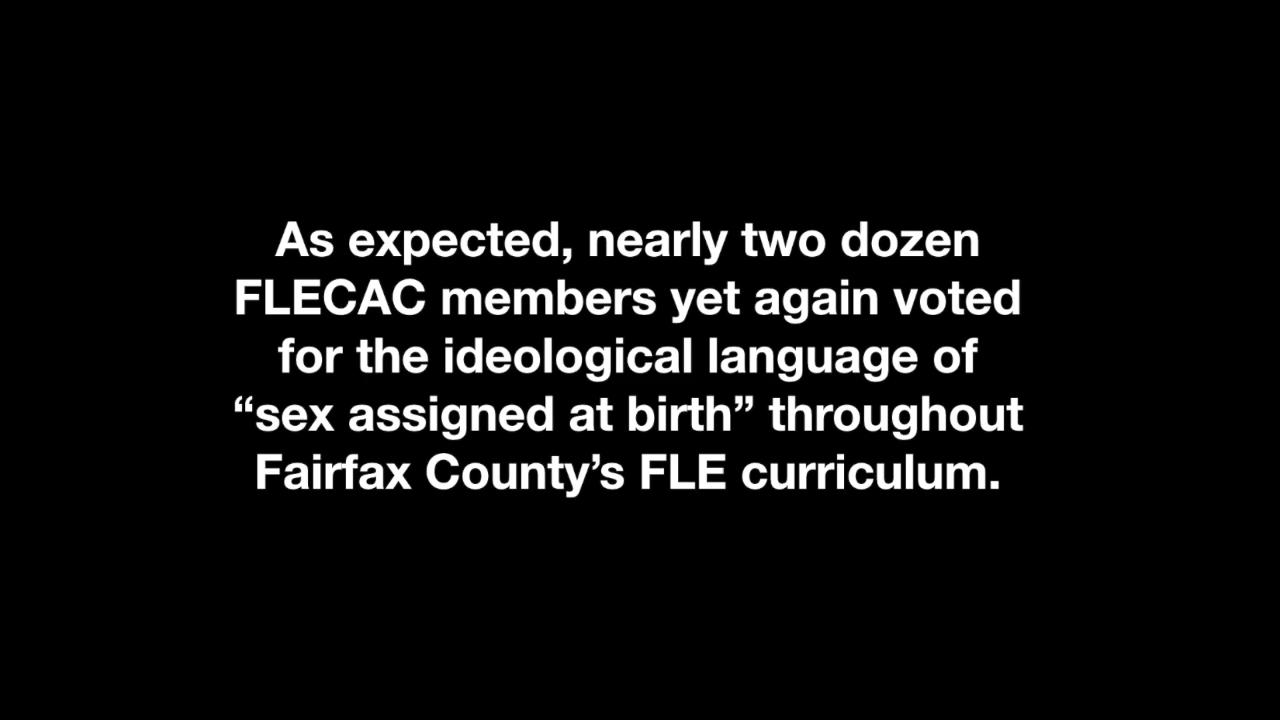 As expected, nearly two dozen
FLECAC members yet again voted
for the ideological language of
“sex assigned at birth” throughout
Fairfax County’s FLE curriculum.